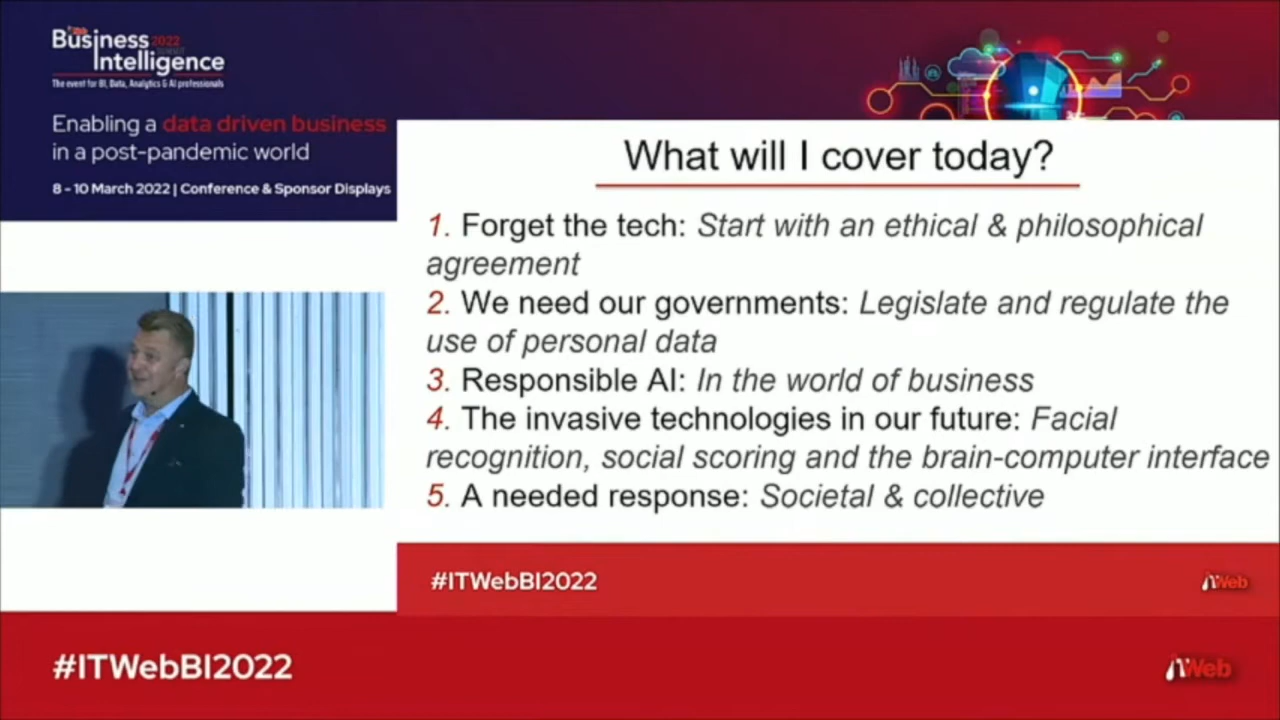 Business 2022
SUMMIT
Intelligence
The event for BI, Data, Analytics & AI professionals
Enabling a data driven business
in a post-pandemic world
8 - 10 March 2022 | Conference & Sponsor Displays
What will I cover today?
1. Forget the tech: Start with an ethical & philosophical
agreement
2. We need our governments: Legislate and regulate the
use of personal data
3. Responsible AI: In the world of business
4. The invasive technologies in our future: Facial
recognition, social scoring and the brain-computer interface
5. A needed response: Societal & collective
#ITWebBI2022
ITWeb
#ITWebBI2022
ITWeb